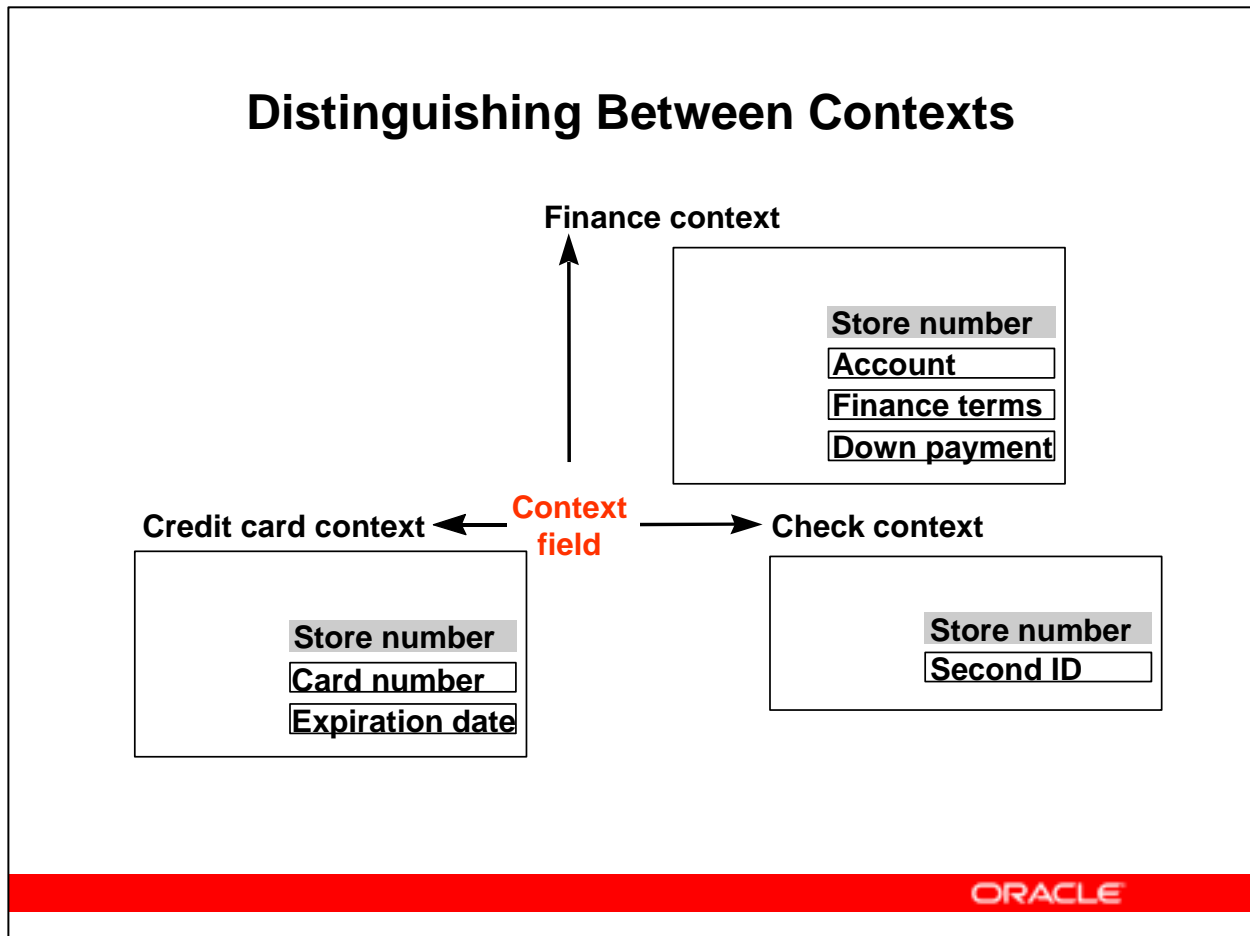 Distinguishing Between Contexts
Finance context
Store number
Account
Finance terms
Down payment
Credit card context
Context
field
Check context
Store number
Card number
Expiration date
Store number
Second ID
ORACLE